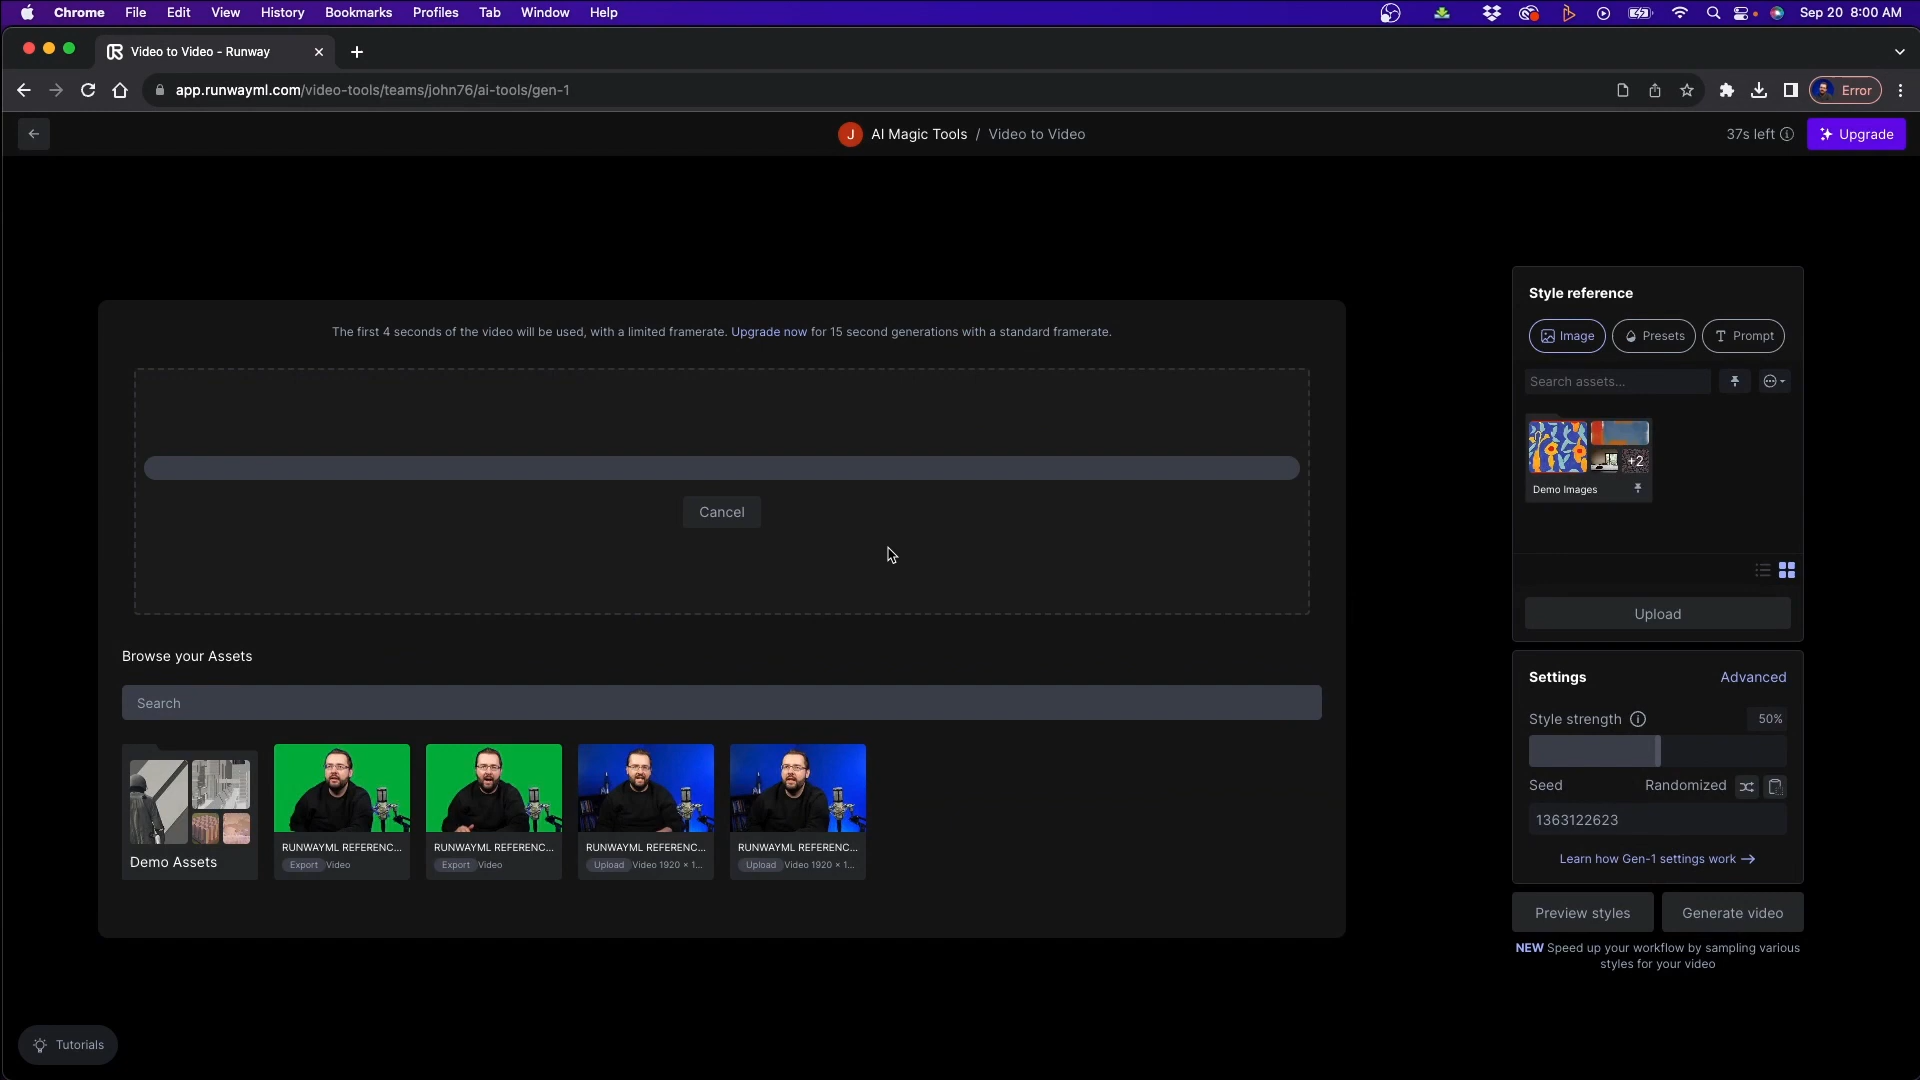 Chrome File Edit View History Bookmarks Profiles Tab Window Help Sep 20 8:00 AM
Video to Video - Runway
app.runwayml.com/video-tools/teams/john76/ai-tools/gen-1 Error
J AI Magic Tools / Video to Video 37s left Upgrade
The first 4 seconds of the video will be used, with a limited framerate. Upgrade now for 15 second generations with a standard framerate.
Cancel
Browse your Assets
Search
Demo Assets
RUNWAYML REFERENC...
Export Video
RUNWAYML REFERENC...
Export Video
RUNWAYML REFERENC...
Upload Video 1920 × 1...
RUNWAYML REFERENC...
Upload Video 1920 × 1...
Style reference
Image Presets Prompt
Search assets...
+2
Demo Images
Upload
Settings Advanced
Style strength 50%
Seed Randomized
1363122623
Learn how Gen-1 settings work →
Preview styles Generate video
NEW Speed up your workflow by sampling various
styles for your video
Tutorials